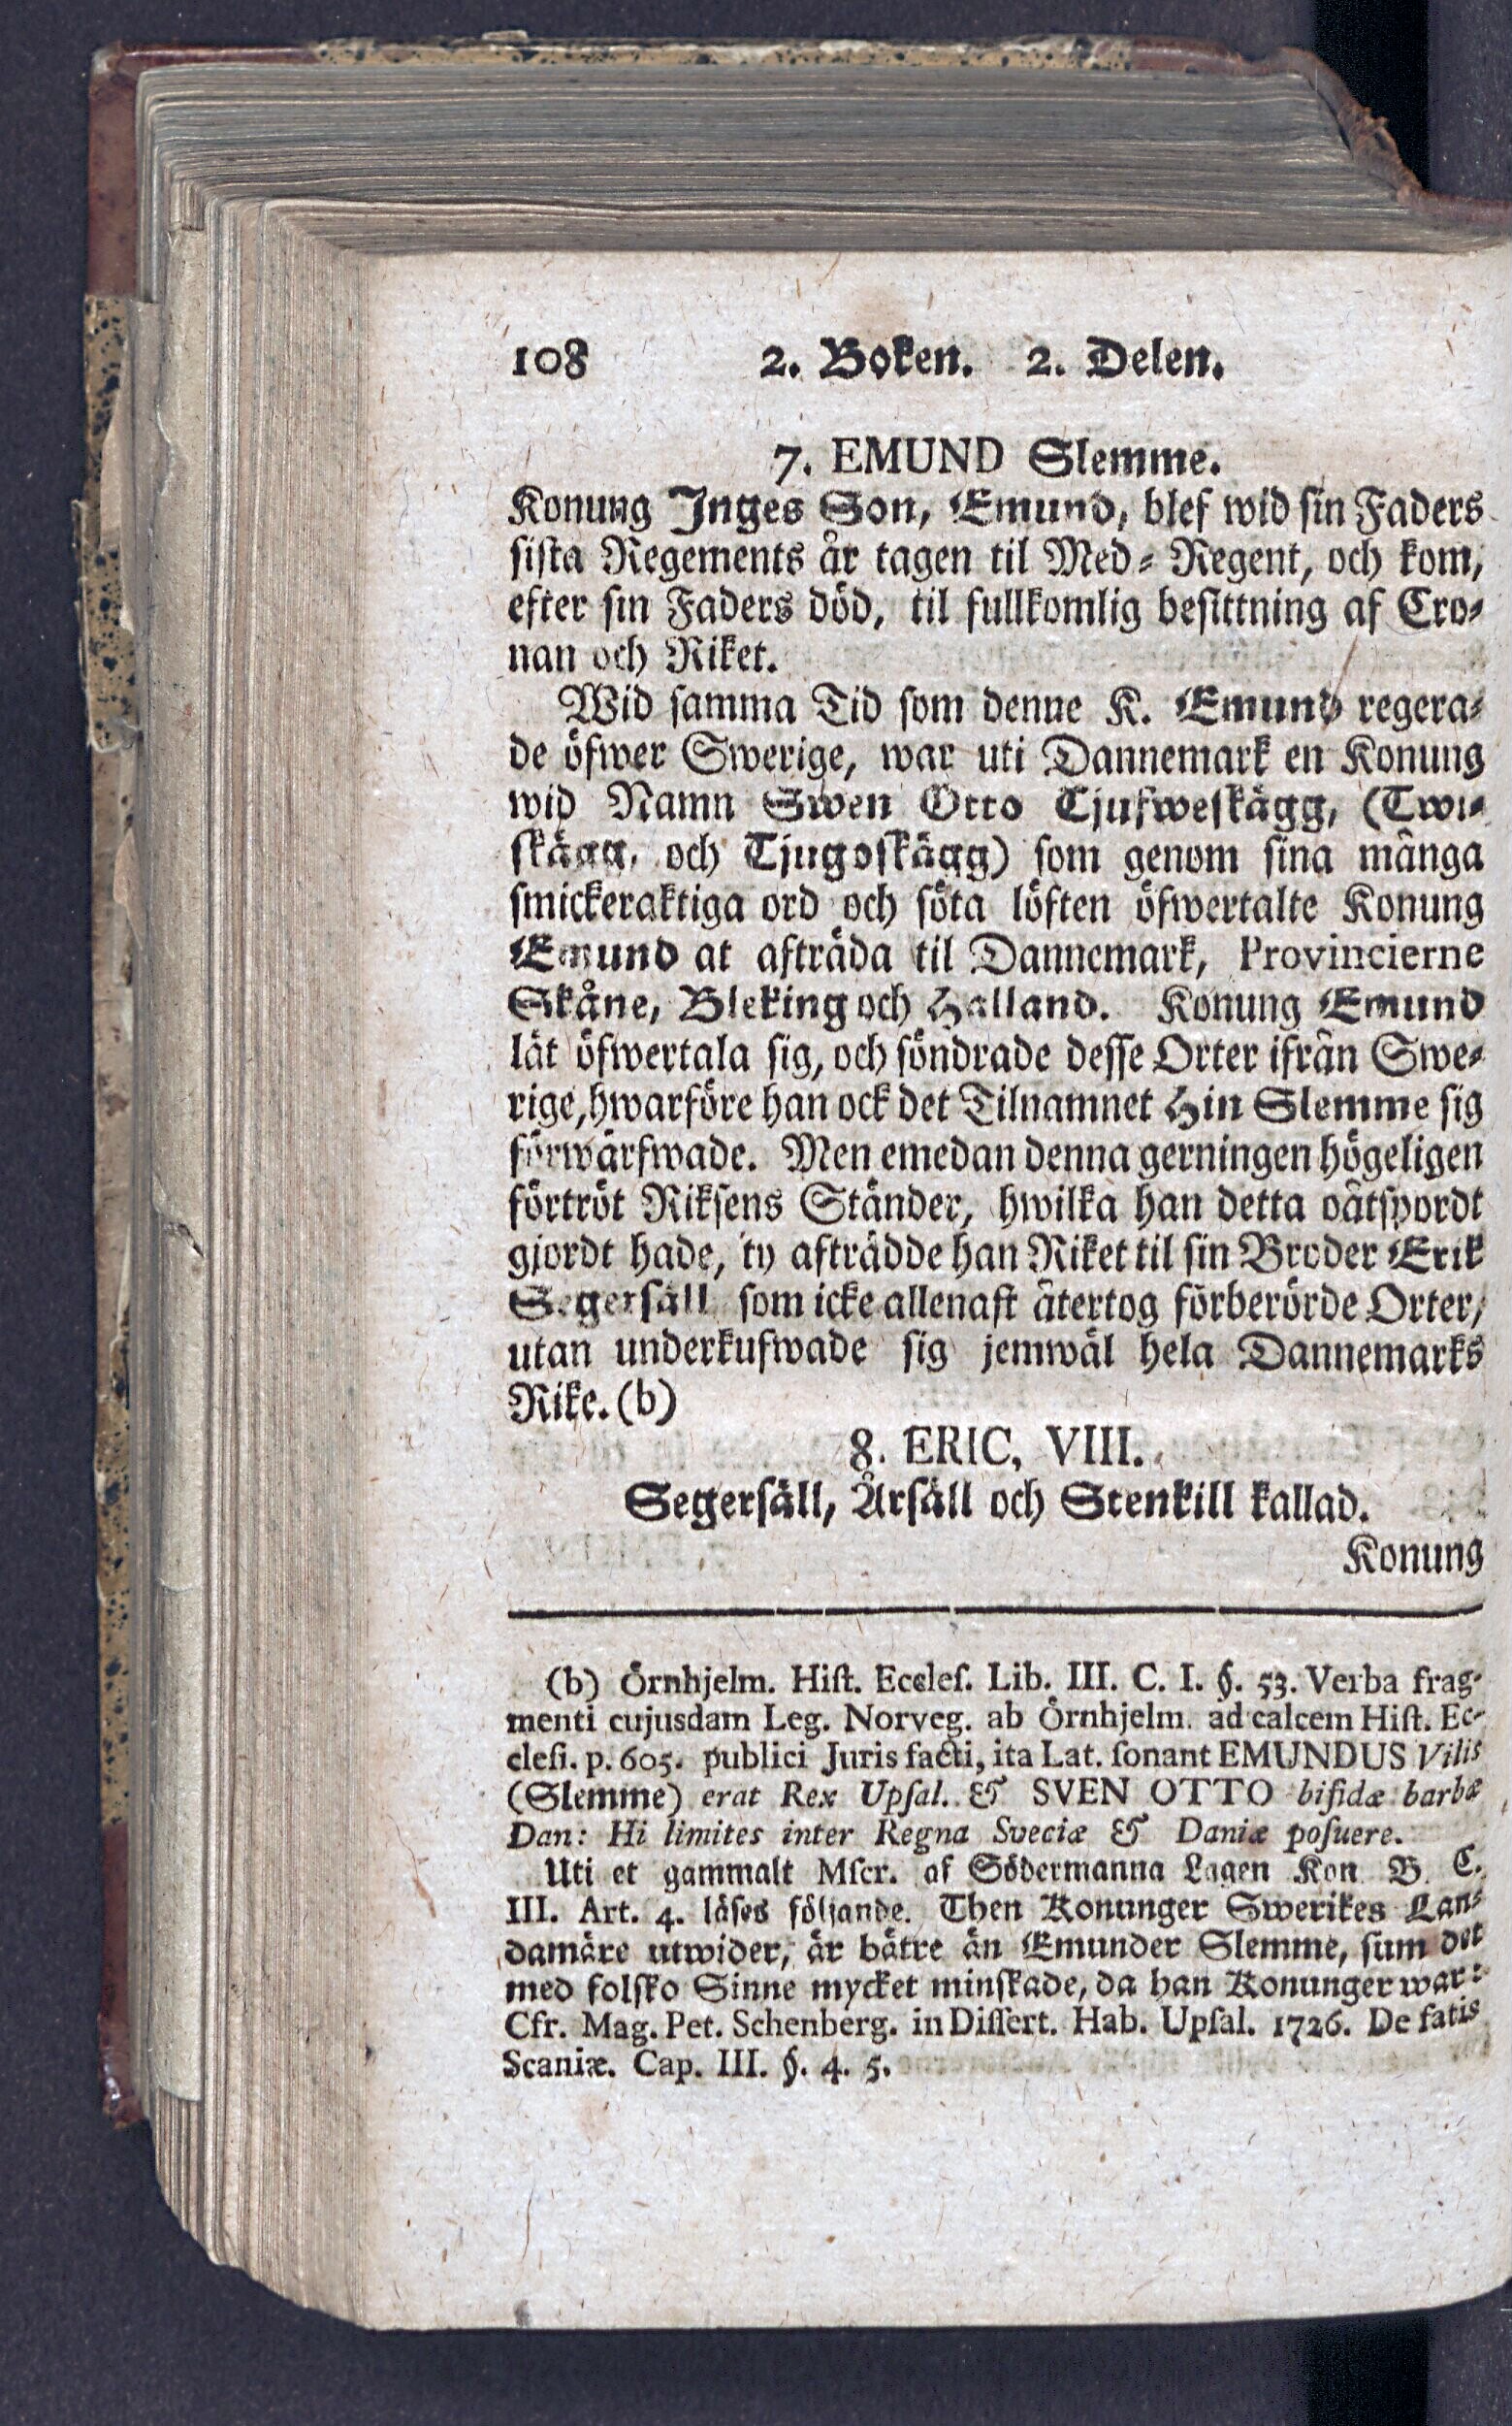 108 2. Boken. 2. Delen.
7. EMUND Slemme.
Konung Inges Son, Emund, blef wid sin Faders
sista Regements år tagen til Med-Regent, och kom,
efter sin Faders död, til fullkomlig besittning af Cro-
nan och Riket.
Wid samma Tid som denne K. Emund regera-
de öfwer Swerige, war uti Dannemark en Konung
wid Namn Swen Otto Tjufweskägg, (Twi-
skägg, och Tjugoskägg) som genom sina många
smickeraktiga ord och söta löften öfwertalte Konung
Emund at afträda til Dannemark, Provincierne
Skåne, Bleking och Halland. Konung Emund
lät öfwertala sig, och söndrade desse Orter ifrån Swe-
rige, hwarföre han ock det Tilnamnet Hin Slemme sig
förwärfwade. Men emedan denna gerningen högeligen
förtröt Riksens Ständer, hwilka han detta oåtspordt
gjordt hade, ty afträdde han Riket til sin Broder Erik
Segersäll som icke allenast återtog förberörde Orter,
utan underkufwade sig jemwäl hela Dannemarks
Rike. (b)
8. ERIC, VIII.
Segersäll, Årsäll och Stenkill kallad.
Konung
(b) Örnhjelm. Hist. Eccles. Lib. III. C. I. §. 53. Verba frag-
menti cujusdam Leg. Norveg. ab Örnhjelm. ad calcem Hist. Ec-
clesi. p. 605. publici Juris facti, ita Lat. sonant EMUNDUS Vilis
(Slemme) erat Rex Upsal. & SVEN OTTO bifidæ barbæ
Dan: Hi limites inter Regna Sveciæ & Daniæ posuere.
Uti et gammalt Mscr. af Södermanna Lagen Kon. B. C.
III. Art. 4. läses följande. Then Konunger Swerikes Lan-
damäre utwider, är bätre än Emunder Slemme, sum det
med folsko Sinne mycket minskade, da han Konunger war:
Cfr. Mag. Pet. Schenberg. in Dissert. Hab. Upsal. 1726. De fatis
Scaniæ. Cap. III. §. 4. 5.